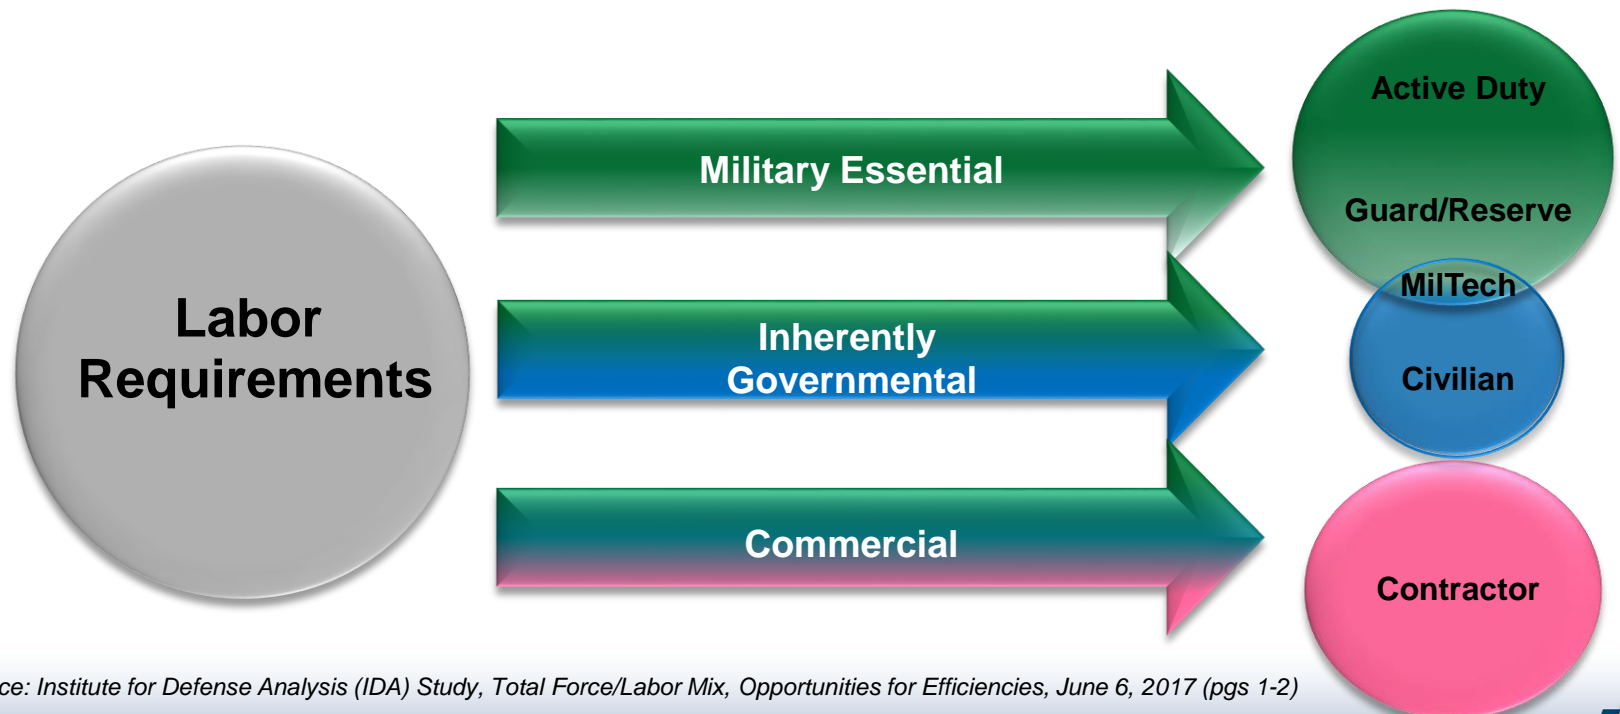 Labor
Requirements
Military Essential
Inherently
Governmental
Commercial
Active Duty
Guard/Reserve
MilTech
Civilian
Contractor
ce: Institute for Defense Analysis (IDA) Study, Total Force/Labor Mix, Opportunities for Efficiencies, June 6, 2017 (pgs 1-2)